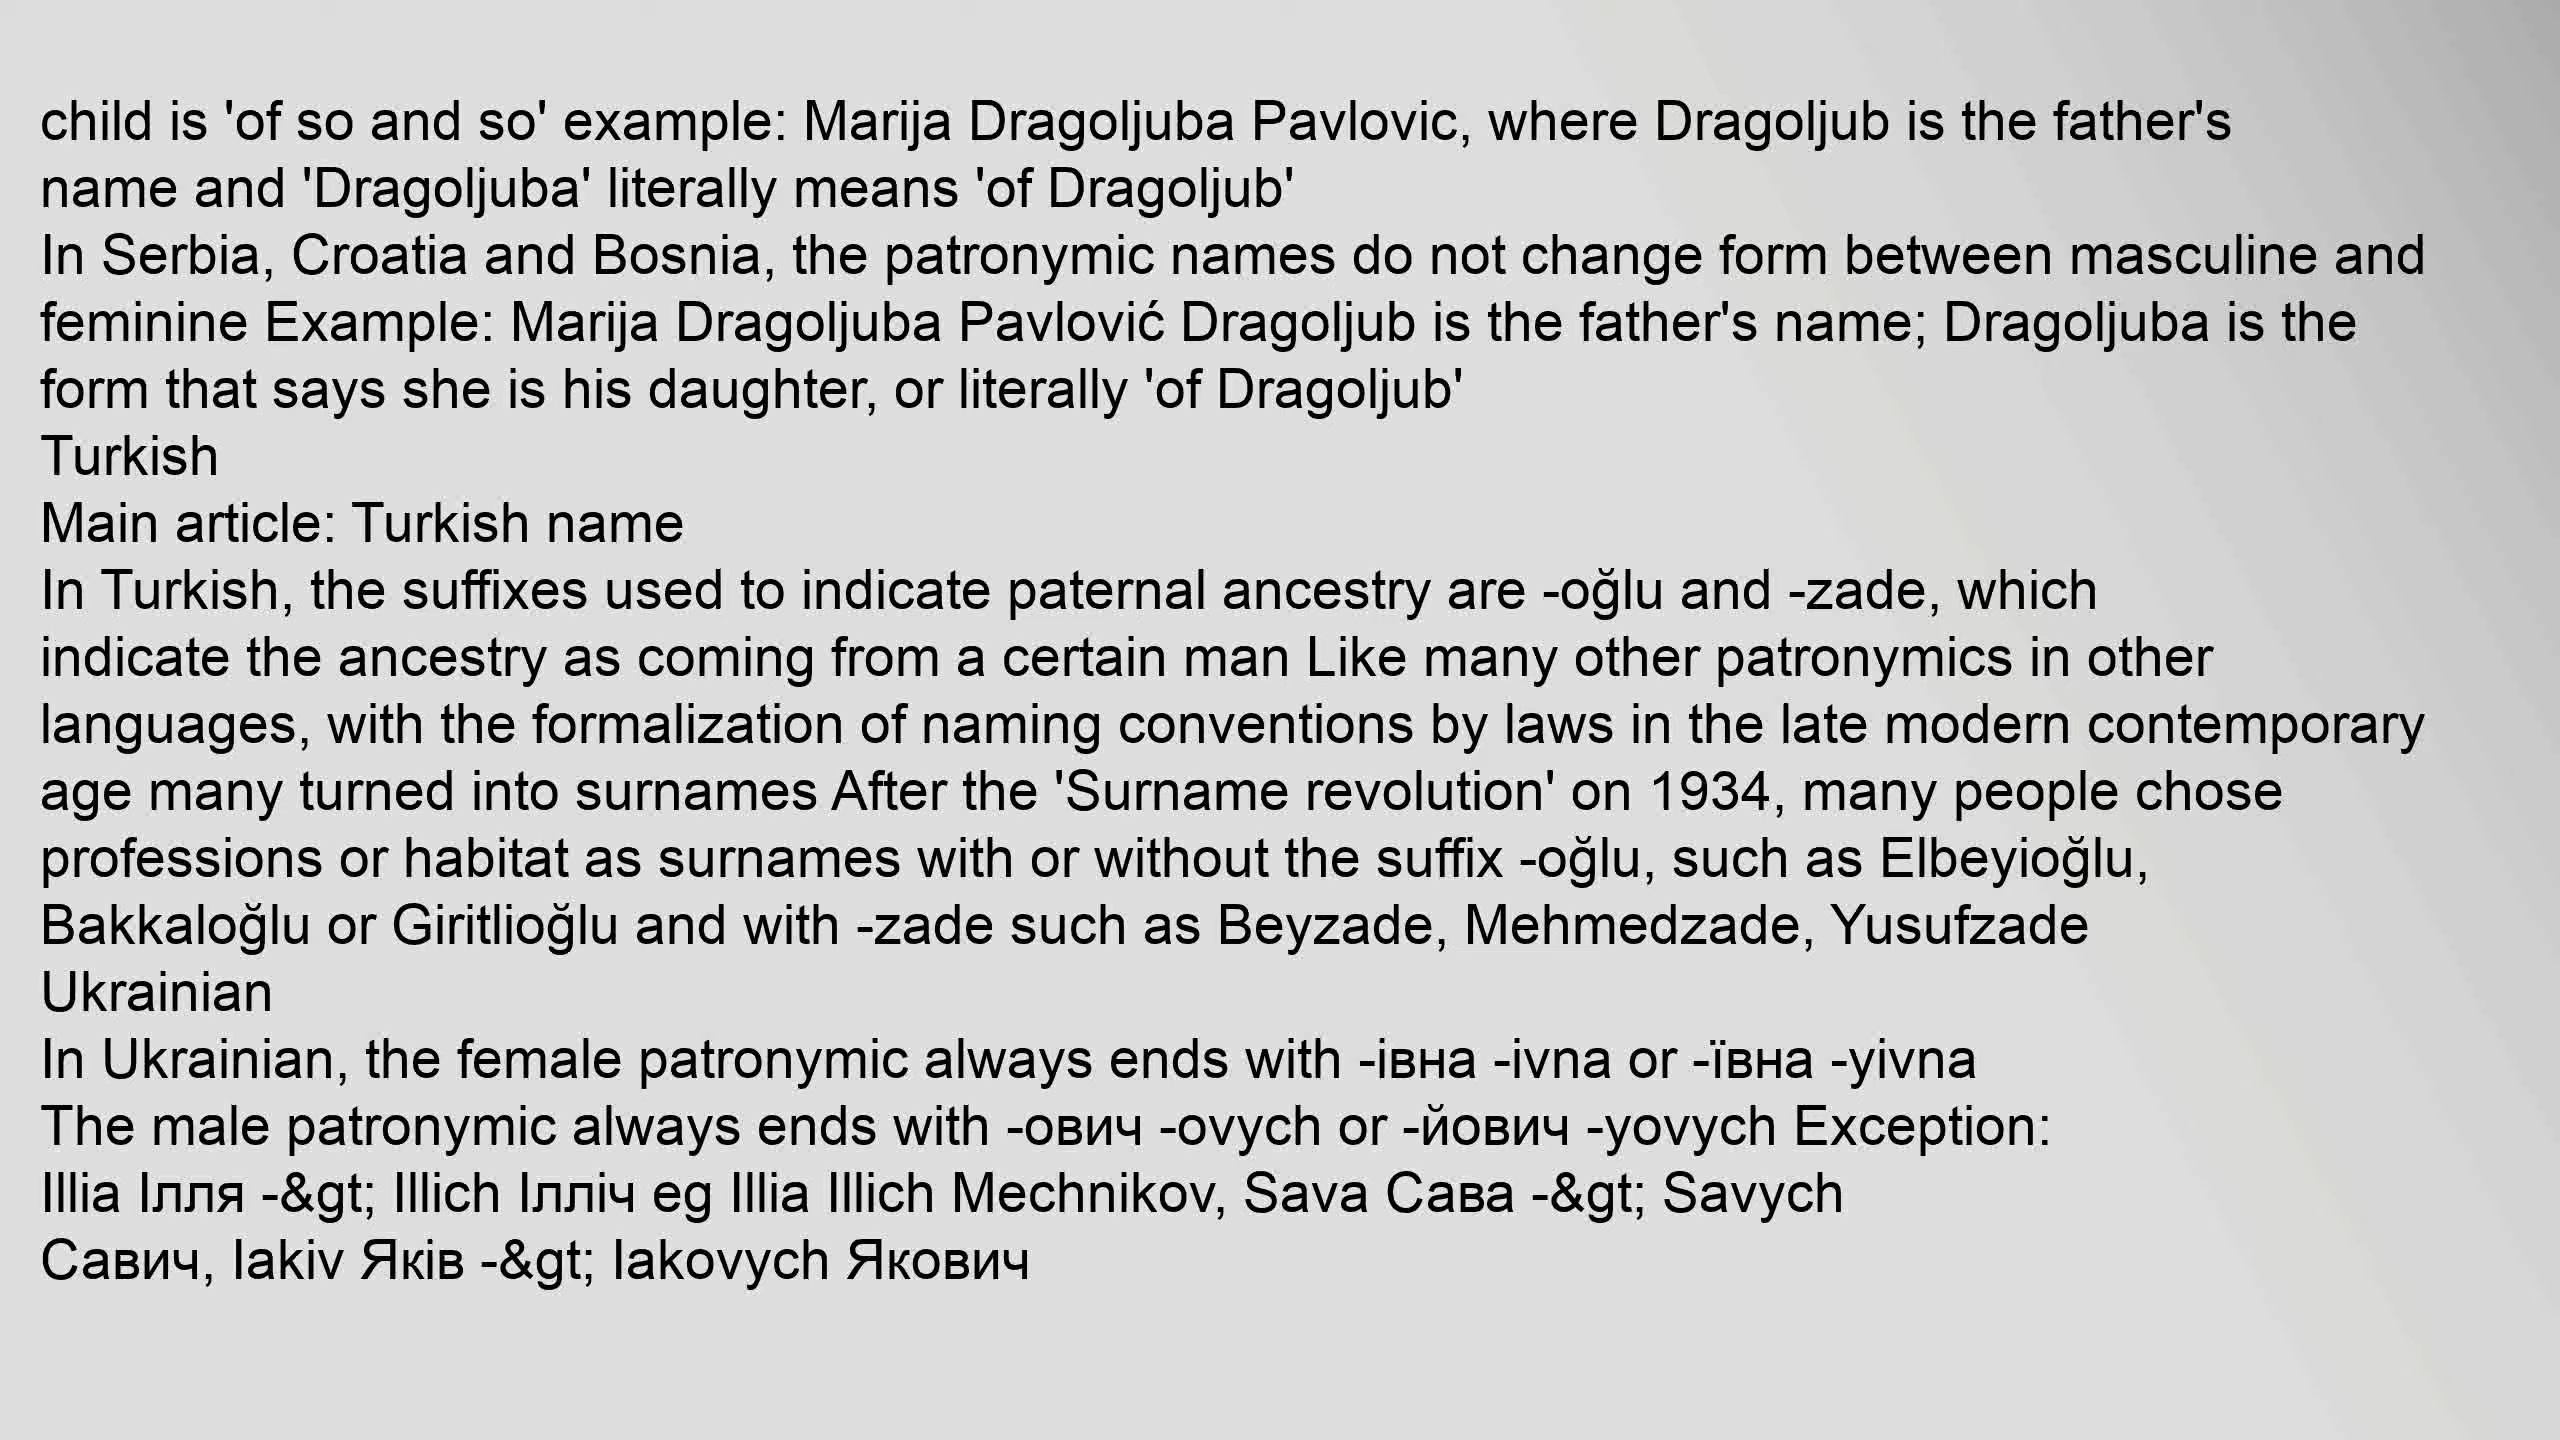 child is 'of so and so' example: Marija Dragoljuba Pavlovic, where Dragoljub is the father's
name and 'Dragoljuba' literally means 'of Dragoljub'
In Serbia, Croatia and Bosnia, the patronymic names do not change form between masculine and
feminine Example: Marija Dragoljuba Pavlović Dragoljub is the father's name; Dragoljuba is the
form that says she is his daughter, or literally 'of Dragoljub'
Turkish
Main article: Turkish name
In Turkish, the suffixes used to indicate paternal ancestry are -oğlu and -zade, which
indicate the ancestry as coming from a certain man Like many other patronymics in other
languages, with the formalization of naming conventions by laws in the late modern contemporary
age many turned into surnames After the 'Surname revolution' on 1934, many people chose
professions or habitat as surnames with or without the suffix -oğlu, such as Elbeyioğlu,
Bakkaloğlu or Giritlioğlu and with -zade such as Beyzade, Mehmedzade, Yusufzade
Ukrainian
In Ukrainian, the female patronymic always ends with -івна -ivna or -ївна -yivna
The male patronymic always ends with -ович -ovych or -йович -yovych Exception:
Illia Ілля -&gt; Illich Ілліч eg Illia Illich Mechnikov, Sava Сава -&gt; Savych
Савич, Iakiv Яків -&gt; Iakovych Якович